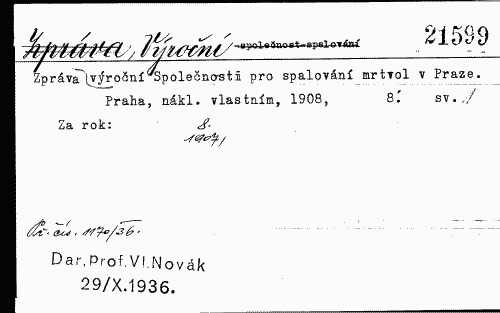 Zpráva, Výroční společnost spalování 21599
Zpráva výroční Společnosti pro spalování mrtvol v Praze.
Praha, nákl. vlastním, 1908, 8°. sv.
Za rok: 8.
1907,
Př. čís. 1170/36.
Dar, Prof. Vl. Novák
29/X.1936.